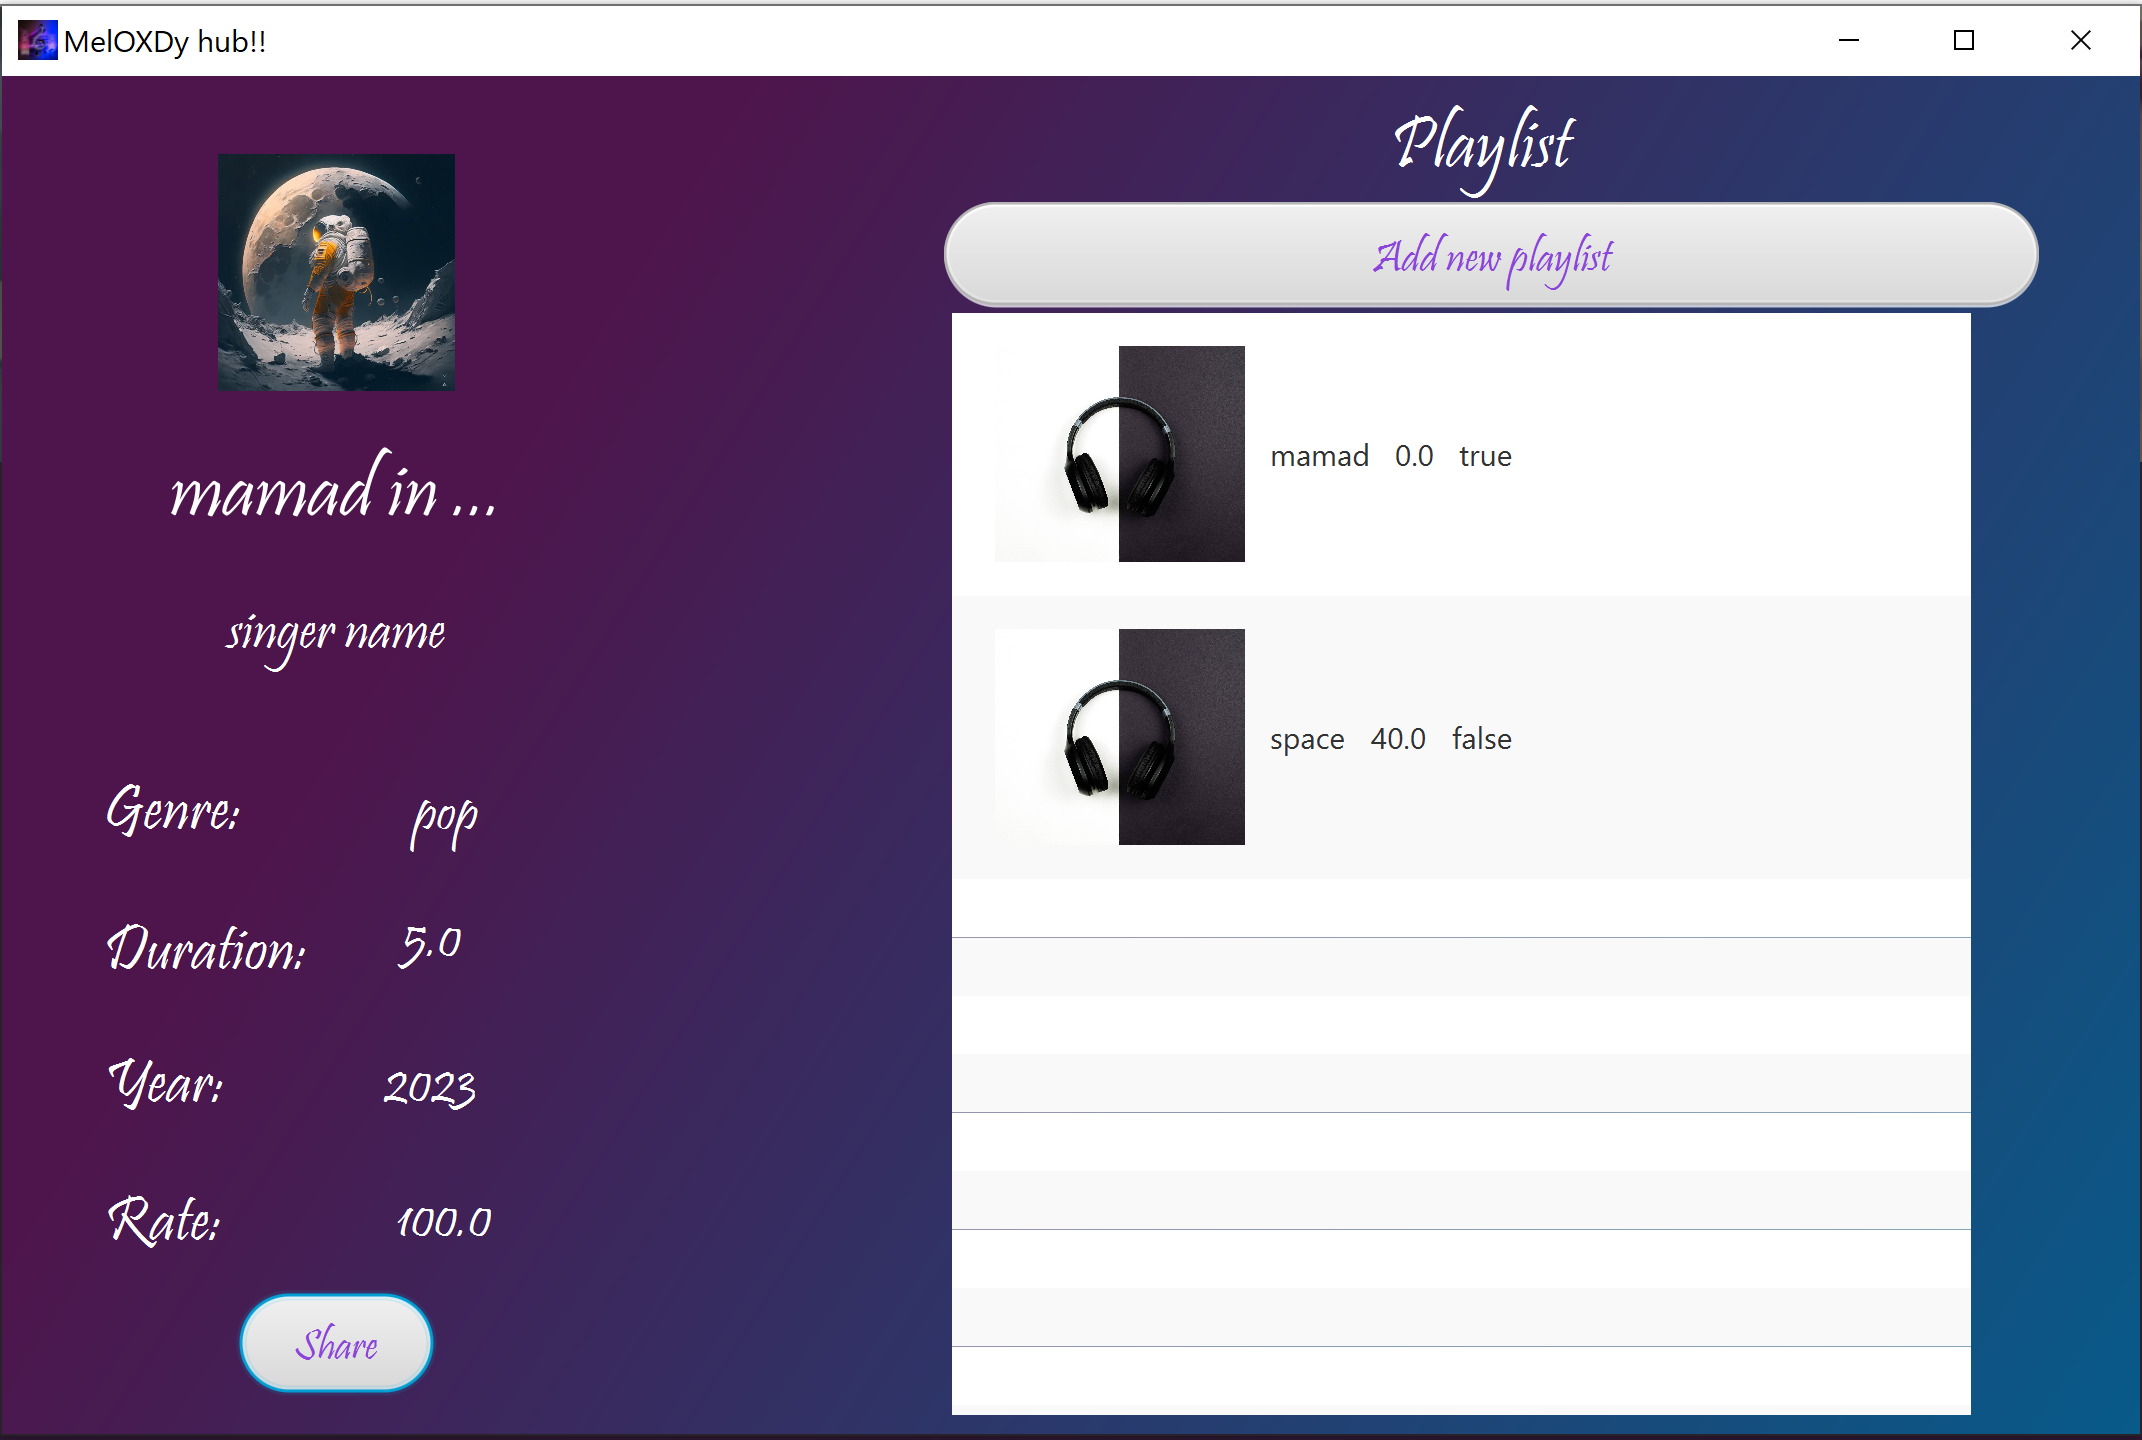 MelOXDy hub!!
mamad in ...
singer name
Genre: pop
Duration: 5.0
Year: 2023
Rate: 100.0
Share
Playlist
Add new playlist
mamad 0.0 true
space 40.0 false